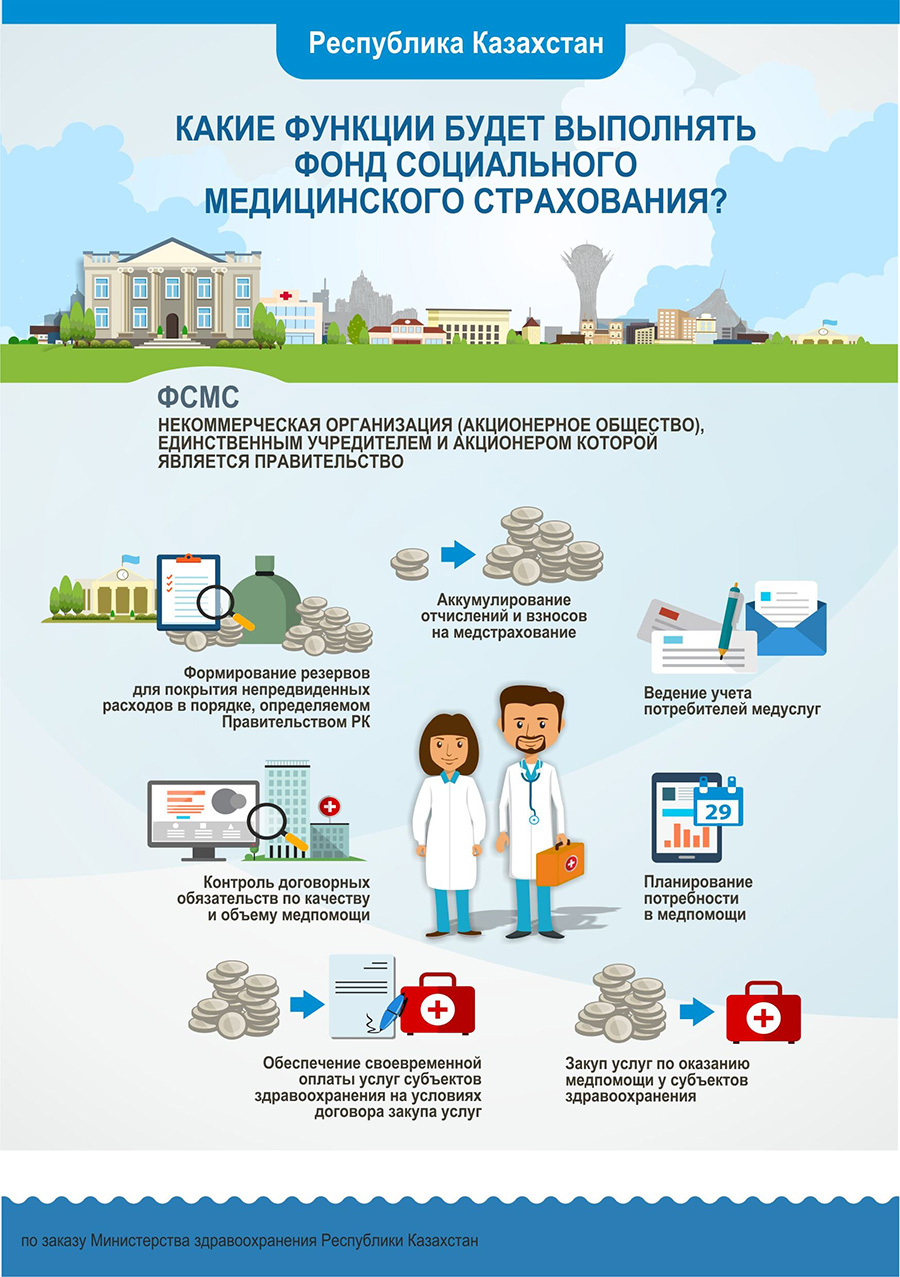 Республика Казахстан
КАКИЕ ФУНКЦИИ БУДЕТ ВЫПОЛНЯТЬ
ФОНД СОЦИАЛЬНОГО
МЕДИЦИНСКОГО СТРАХОВАНИЯ?
ФСМС
НЕКОММЕРЧЕСКАЯ ОРГАНИЗАЦИЯ (АКЦИОНЕРНОЕ ОБЩЕСТВО),
ЕДИНСТВЕННЫМ УЧРЕДИТЕЛЕМ И АКЦИОНЕРОМ КОТОРОЙ
ЯВЛЯЕТСЯ ПРАВИТЕЛЬСТВО
Аккумулирование
отчислений и взносов
на медстрахование
Формирование резервов
для покрытия непредвиденных
расходов в порядке, определяемом
Правительством РК
Ведение учета
потребителей медуслуг
29
Контроль договорных
обязательств по качеству
и объему медпомощи
Планирование
потребности
в медпомощи
Обеспечение своевременной
оплаты услуг субъектов
здравоохранения на условиях
договора закупа услуг
Закуп услуг по оказанию
медпомощи у субъектов
здравоохранения
по заказу Министерства здравоохранения Республики Казахстан